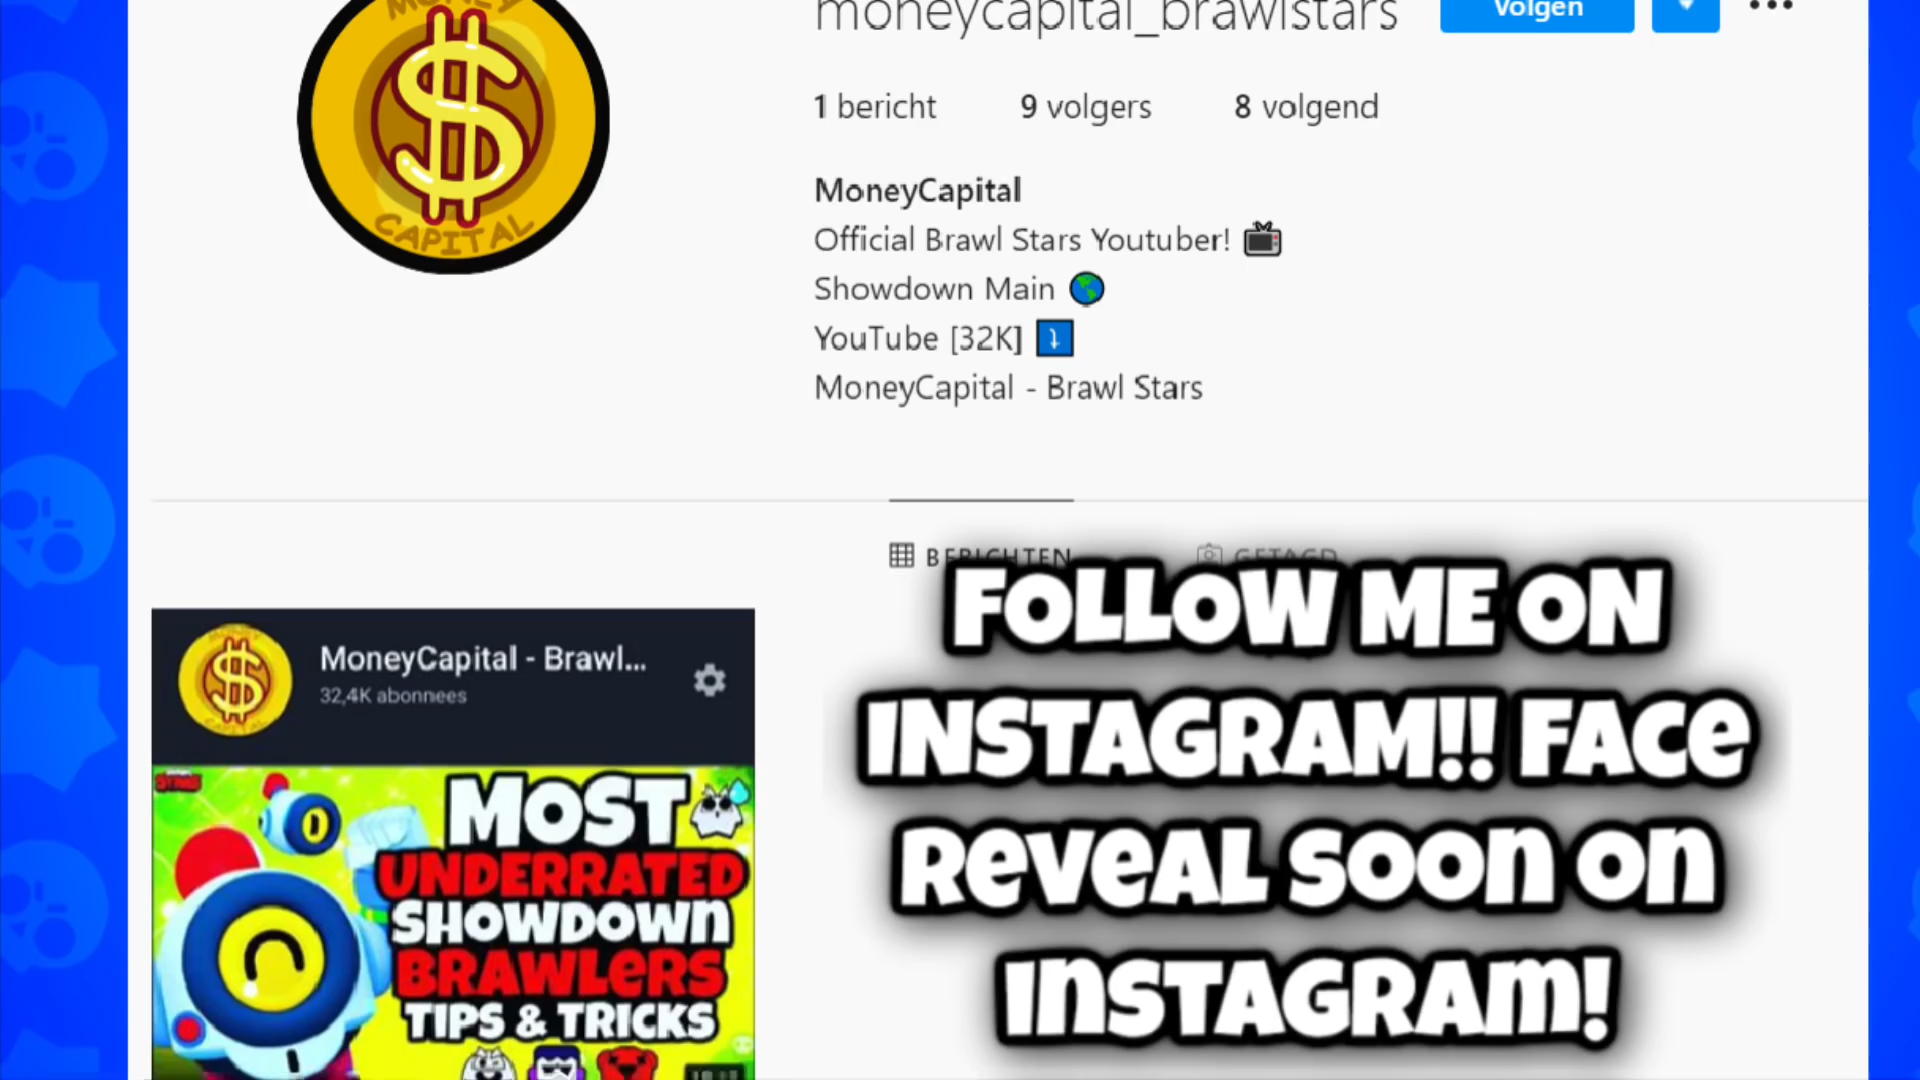 MONEY
CAPITAL
moneycapital_brawlstars
Volgen
1 bericht 9 volgers 8 volgend
MoneyCapital
Official Brawl Stars Youtuber!
Showdown Main
YouTube [32K]
MoneyCapital - Brawl Stars
BERICHTEN
GETAGD
FOLLOW ME ON
INSTAGRAM!! FACE
REVEAL SOON ON
INSTAGRAM!
MoneyCapital - Brawl...
32,4K abonnees
MOST
UNDERRATED
SHOWDOWN
BRAWLERS
TIPS & TRICKS